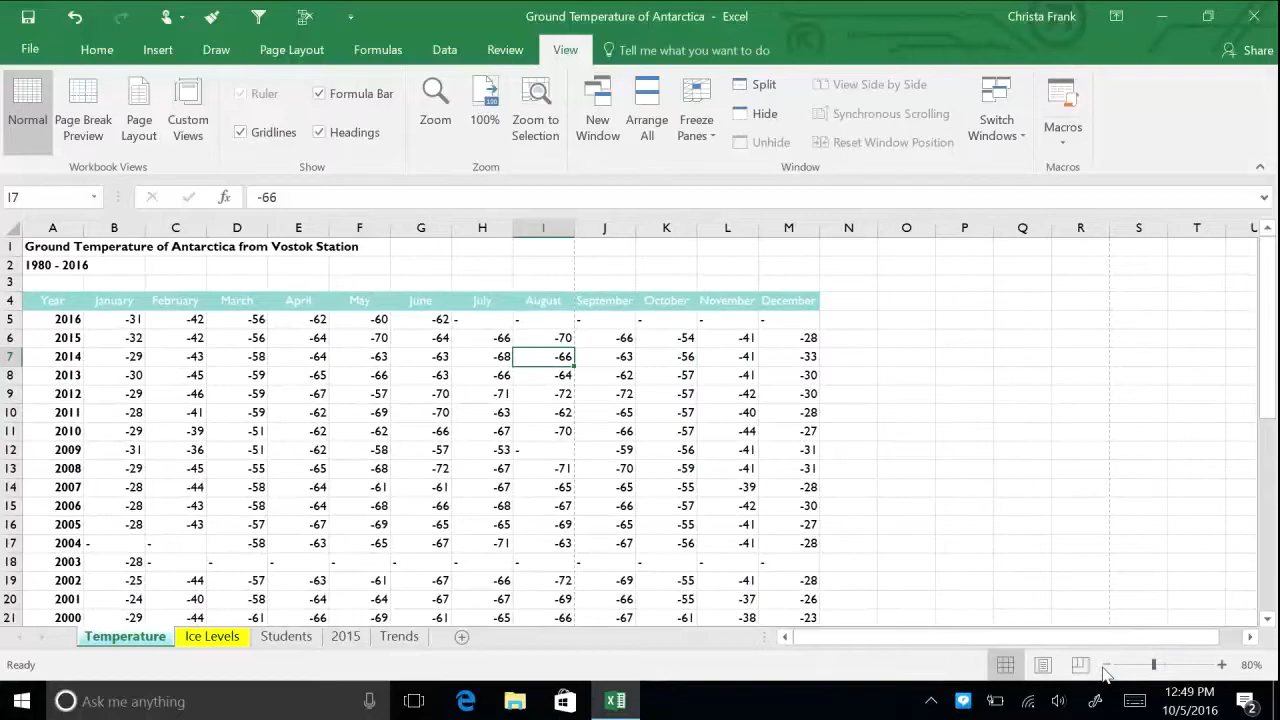 Ground Temperature of Antarctica - Excel
Christa Frank
File Home Insert Draw Page Layout Formulas Data Review View Tell me what you want to do Share
Normal
Page Break Preview
Page Layout
Custom Views
Workbook Views
Ruler
Formula Bar
Gridlines
Headings
Show
Zoom
100
100%
Zoom to Selection
Zoom
New Window
Arrange All
Freeze Panes
Split
Hide
Unhide
View Side by Side
Synchronous Scrolling
Reset Window Position
Switch Windows
Window
Macros
Macros
I7 fx -66
A B C D E F G H I J K L M N O P Q R S T U
1 Ground Temperature of Antarctica from Vostok Station
2 1980 - 2016
3
4 Year January February March April May June July August September October November December
5 2016 -31 -42 -56 -62 -60 -62 - - - - - -
6 2015 -32 -42 -56 -64 -70 -64 -66 -70 -66 -54 -41 -28
7 2014 -29 -43 -58 -64 -63 -63 -68 -66 -63 -56 -41 -33
8 2013 -30 -45 -59 -65 -66 -63 -66 -64 -62 -57 -41 -30
9 2012 -29 -46 -59 -67 -57 -70 -71 -72 -72 -57 -42 -30
10 2011 -28 -41 -59 -62 -69 -70 -63 -62 -65 -57 -40 -28
11 2010 -29 -39 -51 -62 -62 -66 -67 -70 -66 -57 -44 -27
12 2009 -31 -36 -51 -62 -58 -57 -53 - -59 -56 -41 -31
13 2008 -29 -45 -55 -65 -68 -72 -67 -71 -70 -59 -41 -31
14 2007 -28 -44 -58 -64 -61 -61 -67 -65 -65 -55 -39 -28
15 2006 -28 -43 -58 -64 -68 -66 -68 -67 -66 -57 -42 -30
16 2005 -28 -43 -57 -67 -69 -65 -65 -69 -65 -55 -41 -27
17 2004 - - -58 -63 -65 -67 -71 -63 -67 -56 -41 -28
18 2003 -28 - - - - - - - - - - -
19 2002 -25 -44 -57 -63 -61 -67 -66 -72 -69 -55 -41 -28
20 2001 -24 -40 -58 -64 -64 -67 -67 -69 -66 -55 -37 -26
21 2000 -29 -44 -61 -66 -69 -61 -65 -66 -67 -61 -38 -23
Temperature Ice Levels Students 2015 Trends
Ready 80%
Ask me anything
12:49 PM
10/5/2016
2